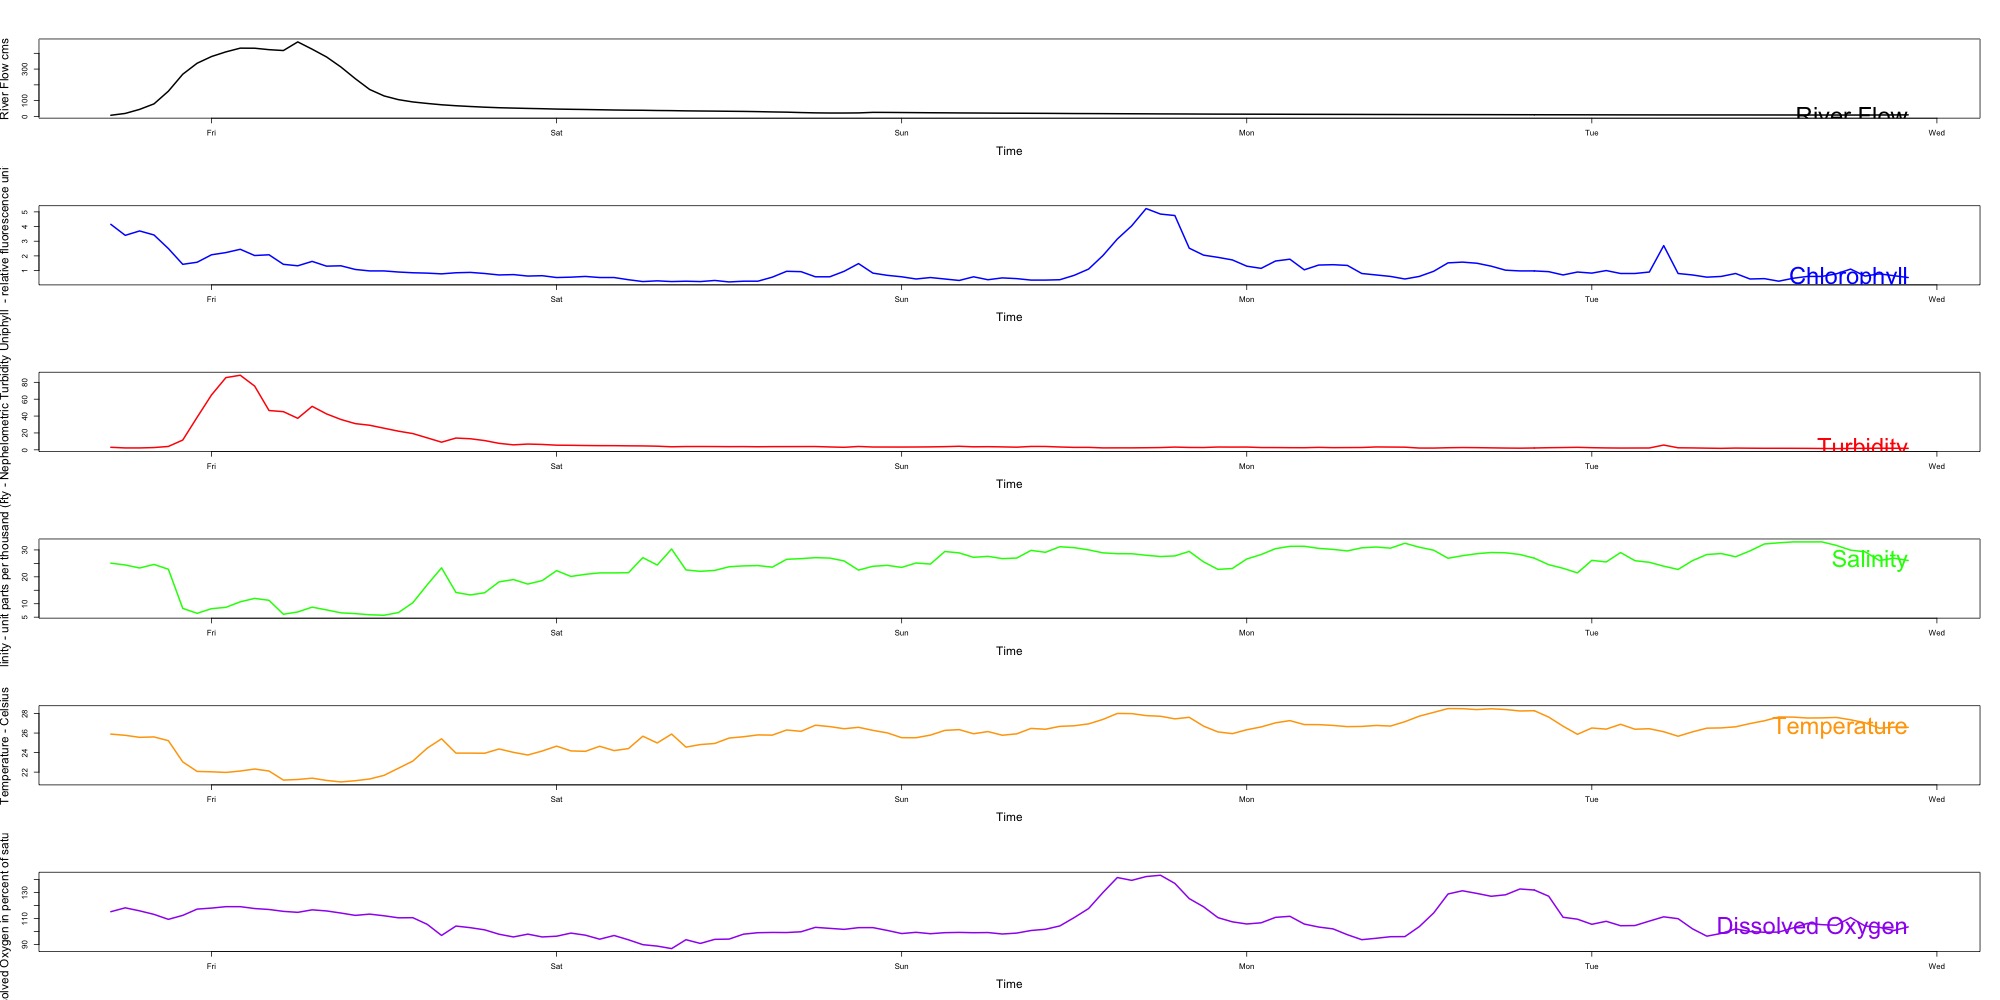 River Flow cms
300
100
0
River Flow
Fri
Sat
Sun
Mon
Tue
Wed
Time
- relative fluorescence uni
5
4
3
2
1
Chlorophyll
Fri
Sat
Sun
Mon
Tue
Wed
Time
- Nephelometric Turbidity
80
60
40
20
0
Turbidity
Fri
Sat
Sun
Mon
Tue
Wed
Time
linity - unit parts per thousand
30
20
10
5
Salinity
Fri
Sat
Sun
Mon
Tue
Wed
Time
Temperature - Celsius
28
26
24
22
Temperature
Fri
Sat
Sun
Mon
Tue
Wed
Time
olved Oxygen in percent of satu
130
110
90
Dissolved Oxygen
Fri
Sat
Sun
Mon
Tue
Wed
Time